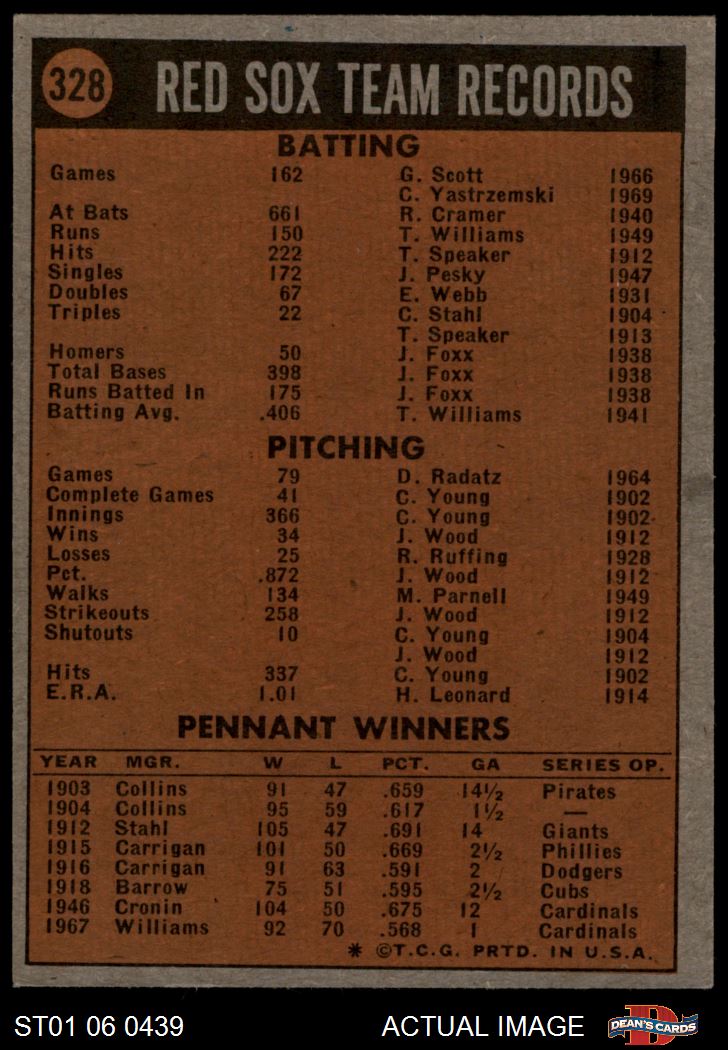 328 RED SOX TEAM RECORDS
BATTING
Games 162 G. Scott 1966
C. Yastrzemski 1969
At Bats 661 R. Cramer 1940
Runs 150 T. Williams 1949
Hits 222 T. Speaker 1912
Singles 172 J. Pesky 1947
Doubles 67 E. Webb 1931
Triples 22 C. Stahl 1904
T. Speaker 1913
Homers 50 J. Foxx 1938
Total Bases 398 J. Foxx 1938
Runs Batted In 175 J. Foxx 1938
Batting Avg. .406 T. Williams 1941
PITCHING
Games 79 D. Radatz 1964
Complete Games 41 C. Young 1902
Innings 366 C. Young 1902
Wins 34 J. Wood 1912
Losses 25 R. Ruffing 1928
Pct. .872 J. Wood 1912
Walks 134 M. Parnell 1949
Strikeouts 258 J. Wood 1912
Shutouts 10 C. Young 1904
J. Wood 1912
Hits 337 C. Young 1902
E.R.A. 1.01 H. Leonard 1914
PENNANT WINNERS
YEAR MGR. W L PCT. GA SERIES OP.
1903 Collins 91 47 .659 14½ Pirates
1904 Collins 95 59 .617 1½ —
1912 Stahl 105 47 .691 14 Giants
1915 Carrigan 101 50 .669 2½ Phillies
1916 Carrigan 91 63 .591 2 Dodgers
1918 Barrow 75 51 .595 2½ Cubs
1946 Cronin 104 50 .675 12 Cardinals
1967 Williams 92 70 .568 1 Cardinals
* ©T.C.G. PRTD. IN U.S.A.
ST01 06 0439 ACTUAL IMAGE D DEAN'S CARDS